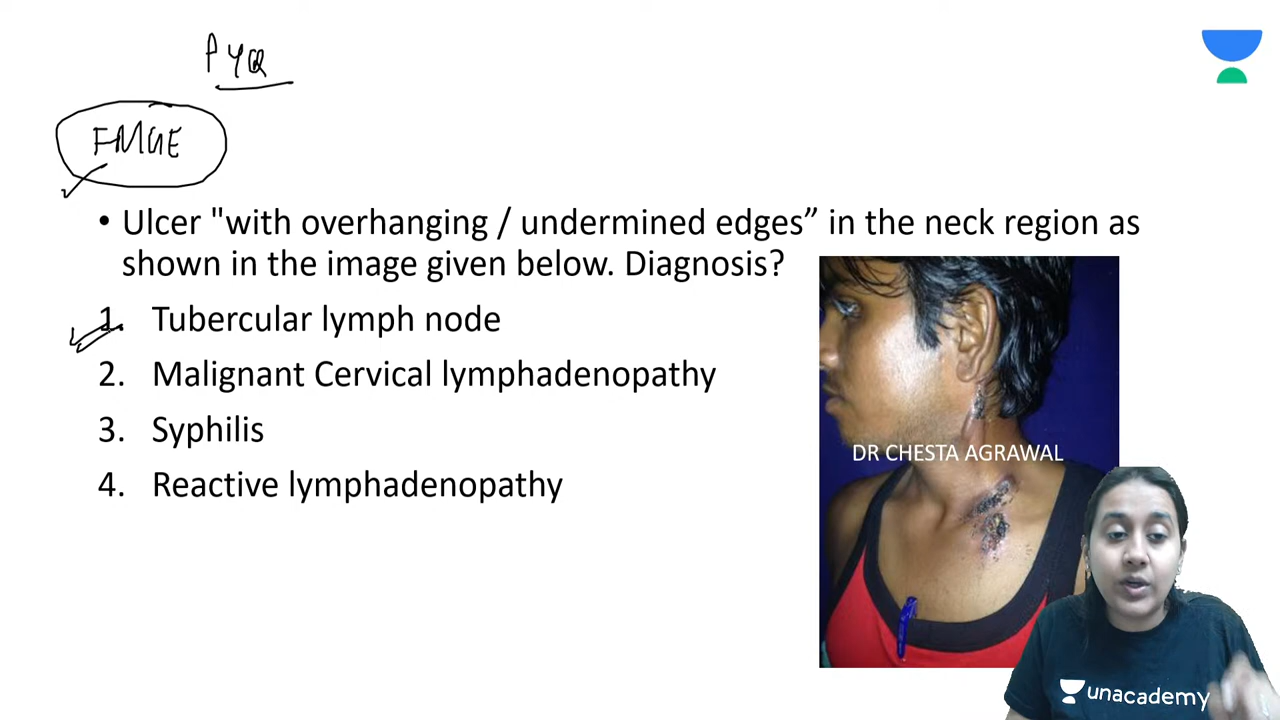 PYQ
FMGE
• Ulcer "with overhanging / undermined edges” in the neck region as
shown in the image given below. Diagnosis?
1. Tubercular lymph node
2. Malignant Cervical lymphadenopathy
3. Syphilis
4. Reactive lymphadenopathy
DR CHESTA AGRAWAL
unacademy